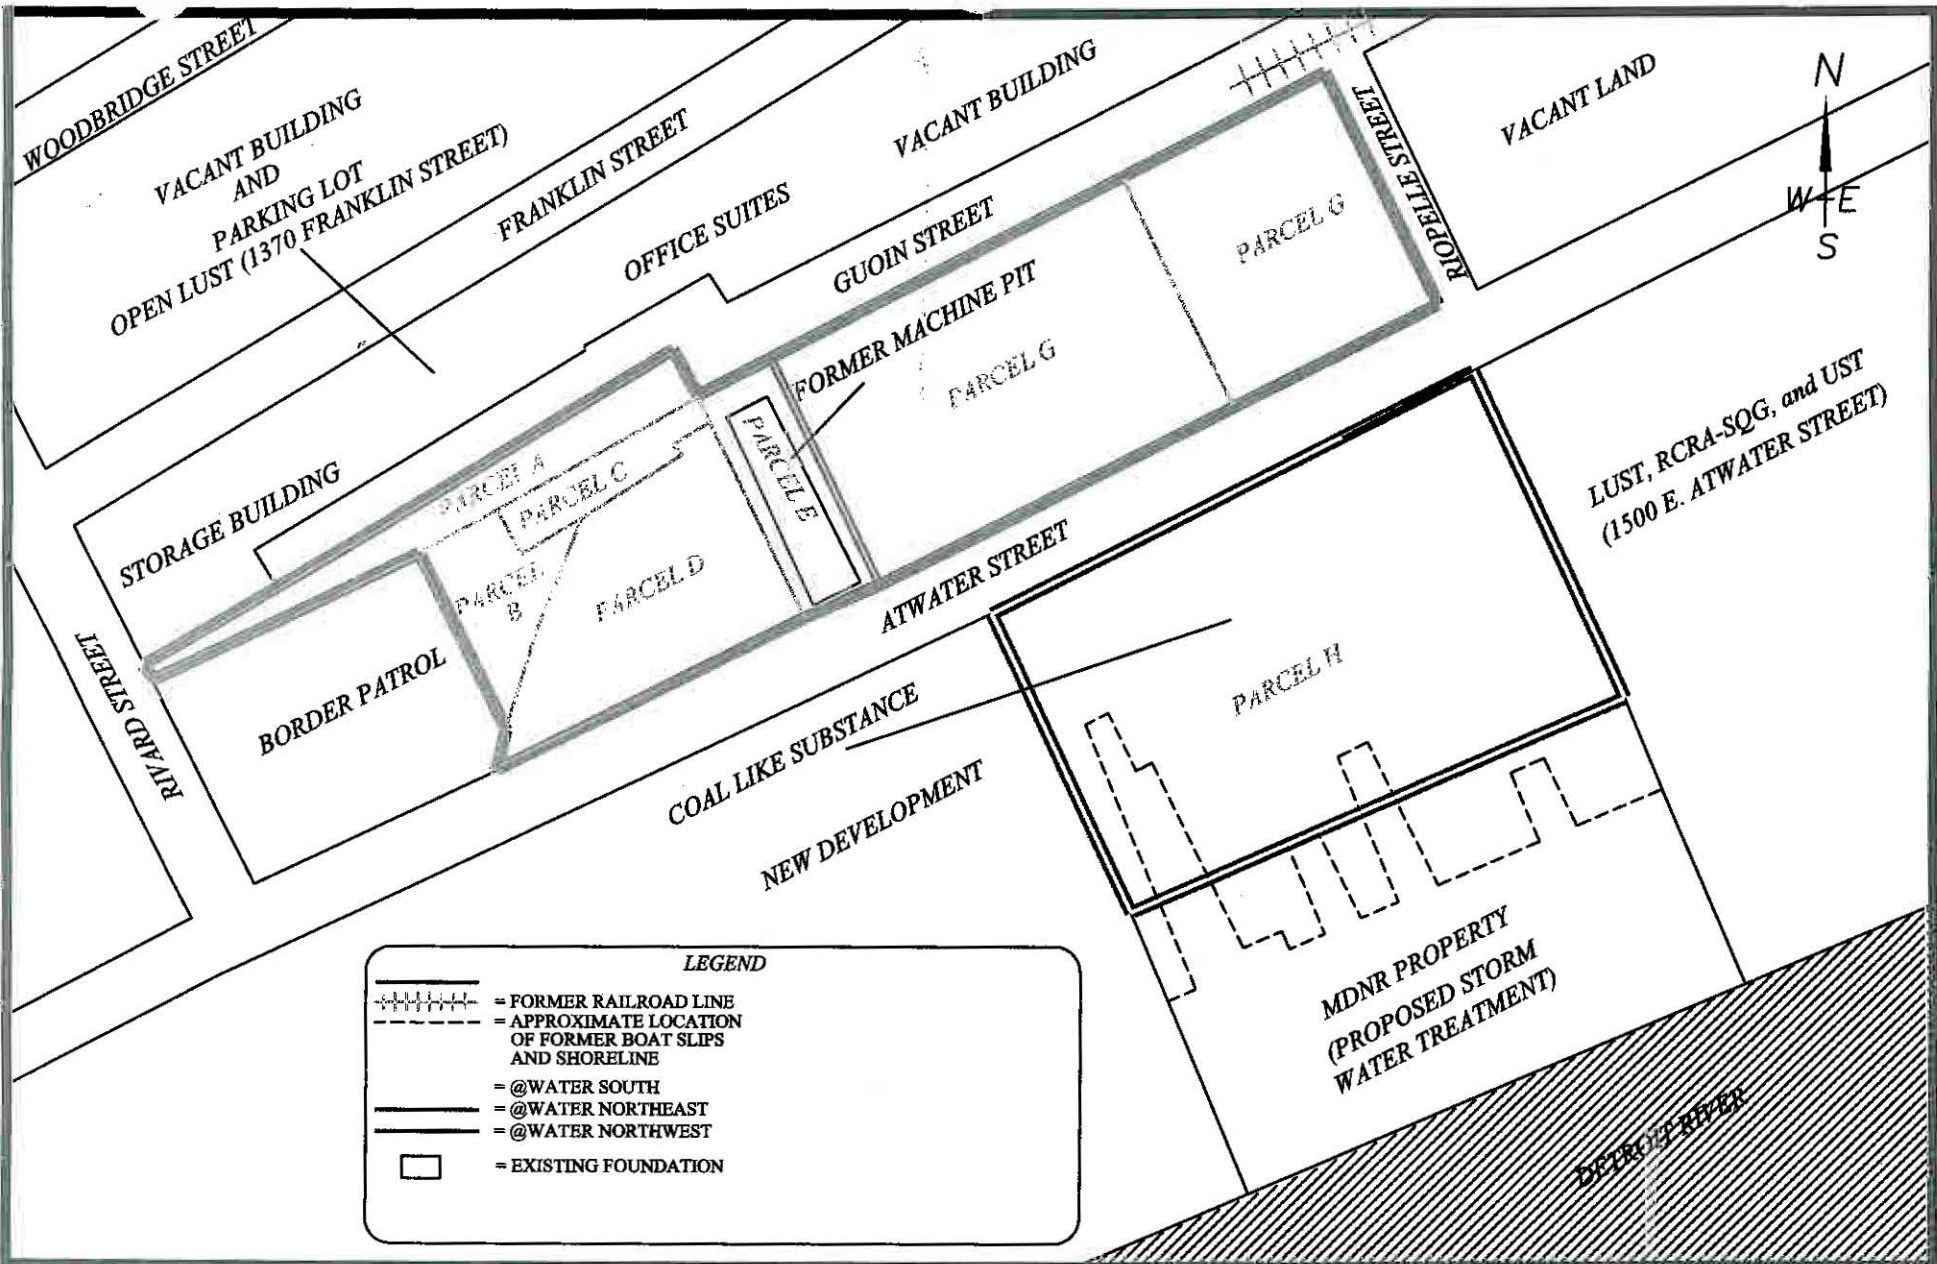 WOODBRIDGE STREET
VACANT BUILDING
AND
PARKING LOT
OPEN LUST (1370 FRANKLIN STREET)
FRANKLIN STREET
OFFICE SUITES
VACANT BUILDING
GUOIN STREET
RIOPELLE STREET
VACANT LAND
N
W E
S
FORMER MACHINE PIT
PARCEL G
PARCEL G
STORAGE BUILDING
PARCEL A
PARCEL C
PARCEL E
PARCEL
B
PARCEL D
RIVARD STREET
BORDER PATROL
ATWATER STREET
COAL LIKE SUBSTANCE
NEW DEVELOPMENT
PARCEL H
LUST, RCRA-SQG, and UST
(1500 E. ATWATER STREET)
MDNR PROPERTY
(PROPOSED STORM
WATER TREATMENT)
DETROIT RIVER
LEGEND
= FORMER RAILROAD LINE
= APPROXIMATE LOCATION
OF FORMER BOAT SLIPS
AND SHORELINE
= @WATER SOUTH
= @WATER NORTHEAST
= @WATER NORTHWEST
= EXISTING FOUNDATION